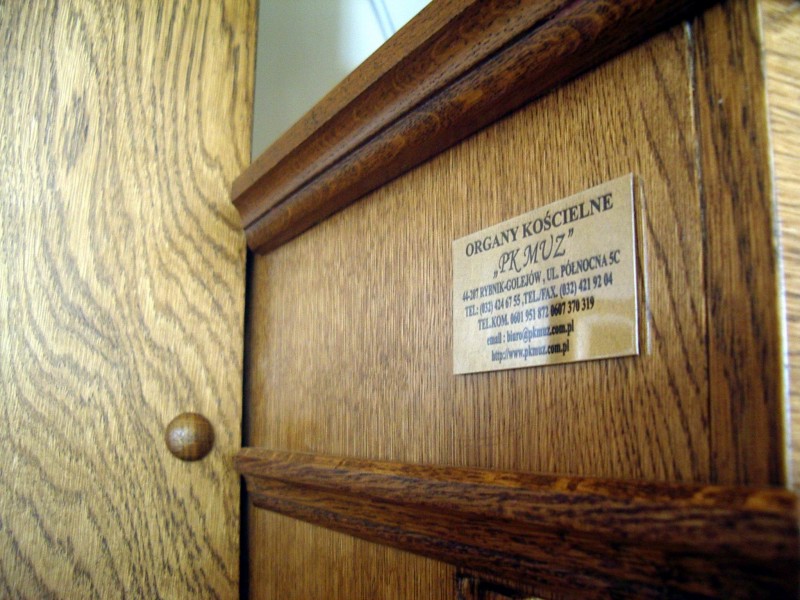 ORGANY KOŚCIELNE
„PK MUZ”
44-207 RYBNIK-GOLEJÓW , UL. PÓŁNOCNA 5C
TEL: (032) 424 67 55 ,TEL/FAX. (032) 421 92 04
TEL.KOM. 0601 951 872 0607 370 319
email : biuro@pkmuz.com.pl
http://www.pkmuz.com.pl